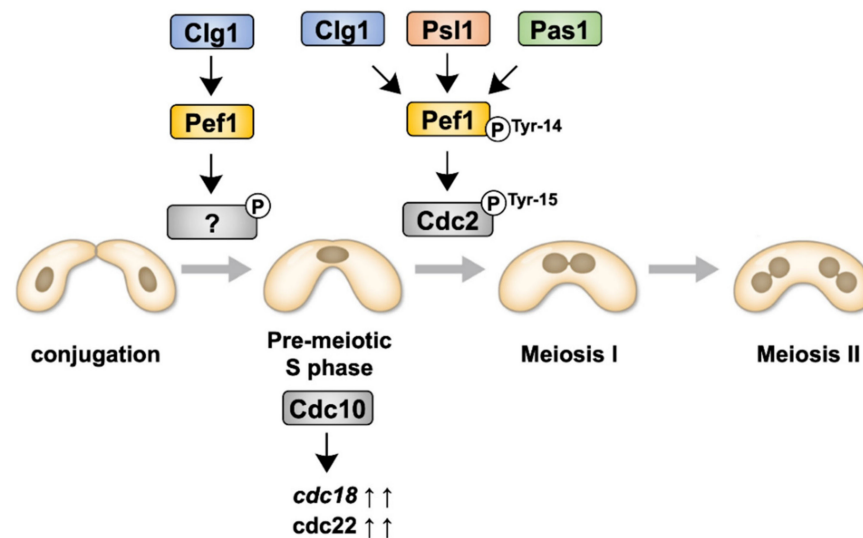 Clg1
Clg1 Psl1 Pas1
Pef1
Pef1 P Tyr-14
? P
Cdc2 P Tyr-15
conjugation
Pre-meiotic
S phase
Meiosis I
Meiosis II
Cdc10
cdc18 ↑ ↑
cdc22 ↑ ↑